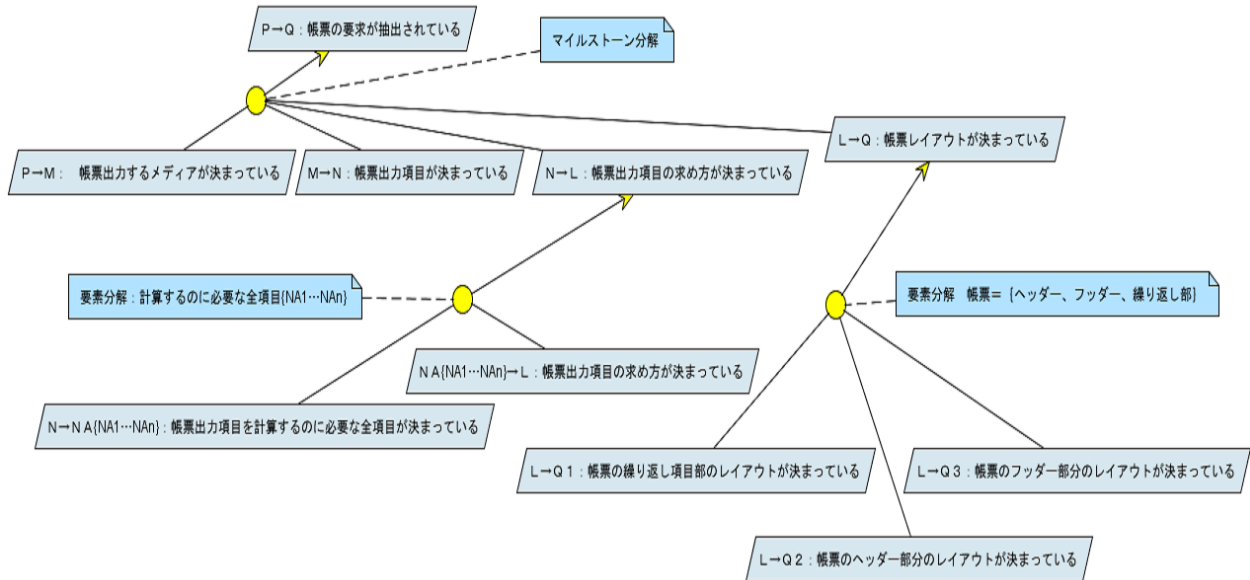 P→Q：帳票の要求が抽出されている
マイルストーン分解
L→Q：帳票レイアウトが決まっている
P→M：　帳票出力するメディアが決まっている
M→N：帳票出力項目が決まっている
N→L：帳票出力項目の求め方が決まっている
要素分解：計算するのに必要な全項目{NA1…NAn}
要素分解　帳票＝｛ヘッダー、フッダー、繰り返し部｝
ＮＡ{NA1…NAn}→L：帳票出力項目の求め方が決まっている
N→ＮＡ{NA1…NAn}：帳票出力項目を計算するのに必要な全項目が決まっている
L→Q１：帳票の繰り返し項目部のレイアウトが決まっている
L→Q３：帳票のフッダー部分のレイアウトが決まっている
L→Q２：帳票のヘッダー部分のレイアウトが決まっている